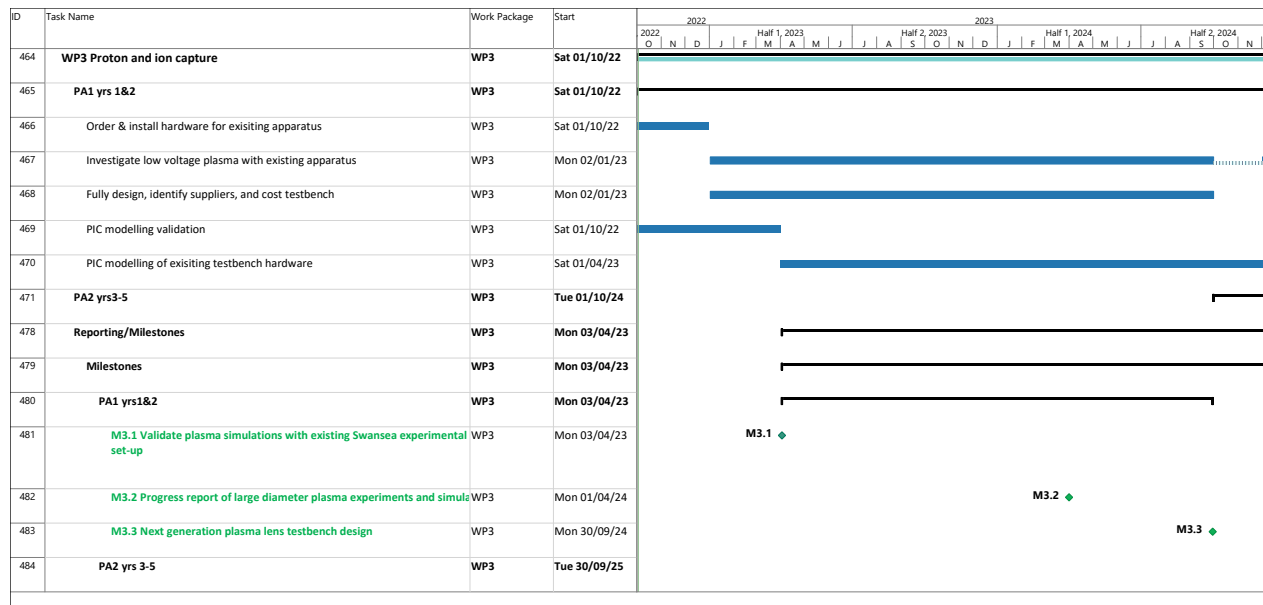 ID Task Name Work Package Start
2022 2023
2022 Half 1, 2023 Half 2, 2023 Half 1, 2024 Half 2, 2024
O N D J F M A M J J A S O N D J F M A M J J A S O N
464 WP3 Proton and ion capture WP3 Sat 01/10/22
465 PA1 yrs 1&2 WP3 Sat 01/10/22
466 Order & install hardware for exisiting apparatus WP3 Sat 01/10/22
467 Investigate low voltage plasma with existing apparatus WP3 Mon 02/01/23
468 Fully design, identify suppliers, and cost testbench WP3 Mon 02/01/23
469 PIC modelling validation WP3 Sat 01/10/22
470 PIC modelling of exisiting testbench hardware WP3 Sat 01/04/23
471 PA2 yrs3-5 WP3 Tue 01/10/24
478 Reporting/Milestones WP3 Mon 03/04/23
479 Milestones WP3 Mon 03/04/23
480 PA1 yrs1&2 WP3 Mon 03/04/23
481 M3.1 Validate plasma simulations with existing Swansea experimental WP3 Mon 03/04/23 M3.1
set-up
482 M3.2 Progress report of large diameter plasma experiments and simula WP3 Mon 01/04/24 M3.2
483 M3.3 Next generation plasma lens testbench design WP3 Mon 30/09/24 M3.3
484 PA2 yrs 3-5 WP3 Tue 30/09/25